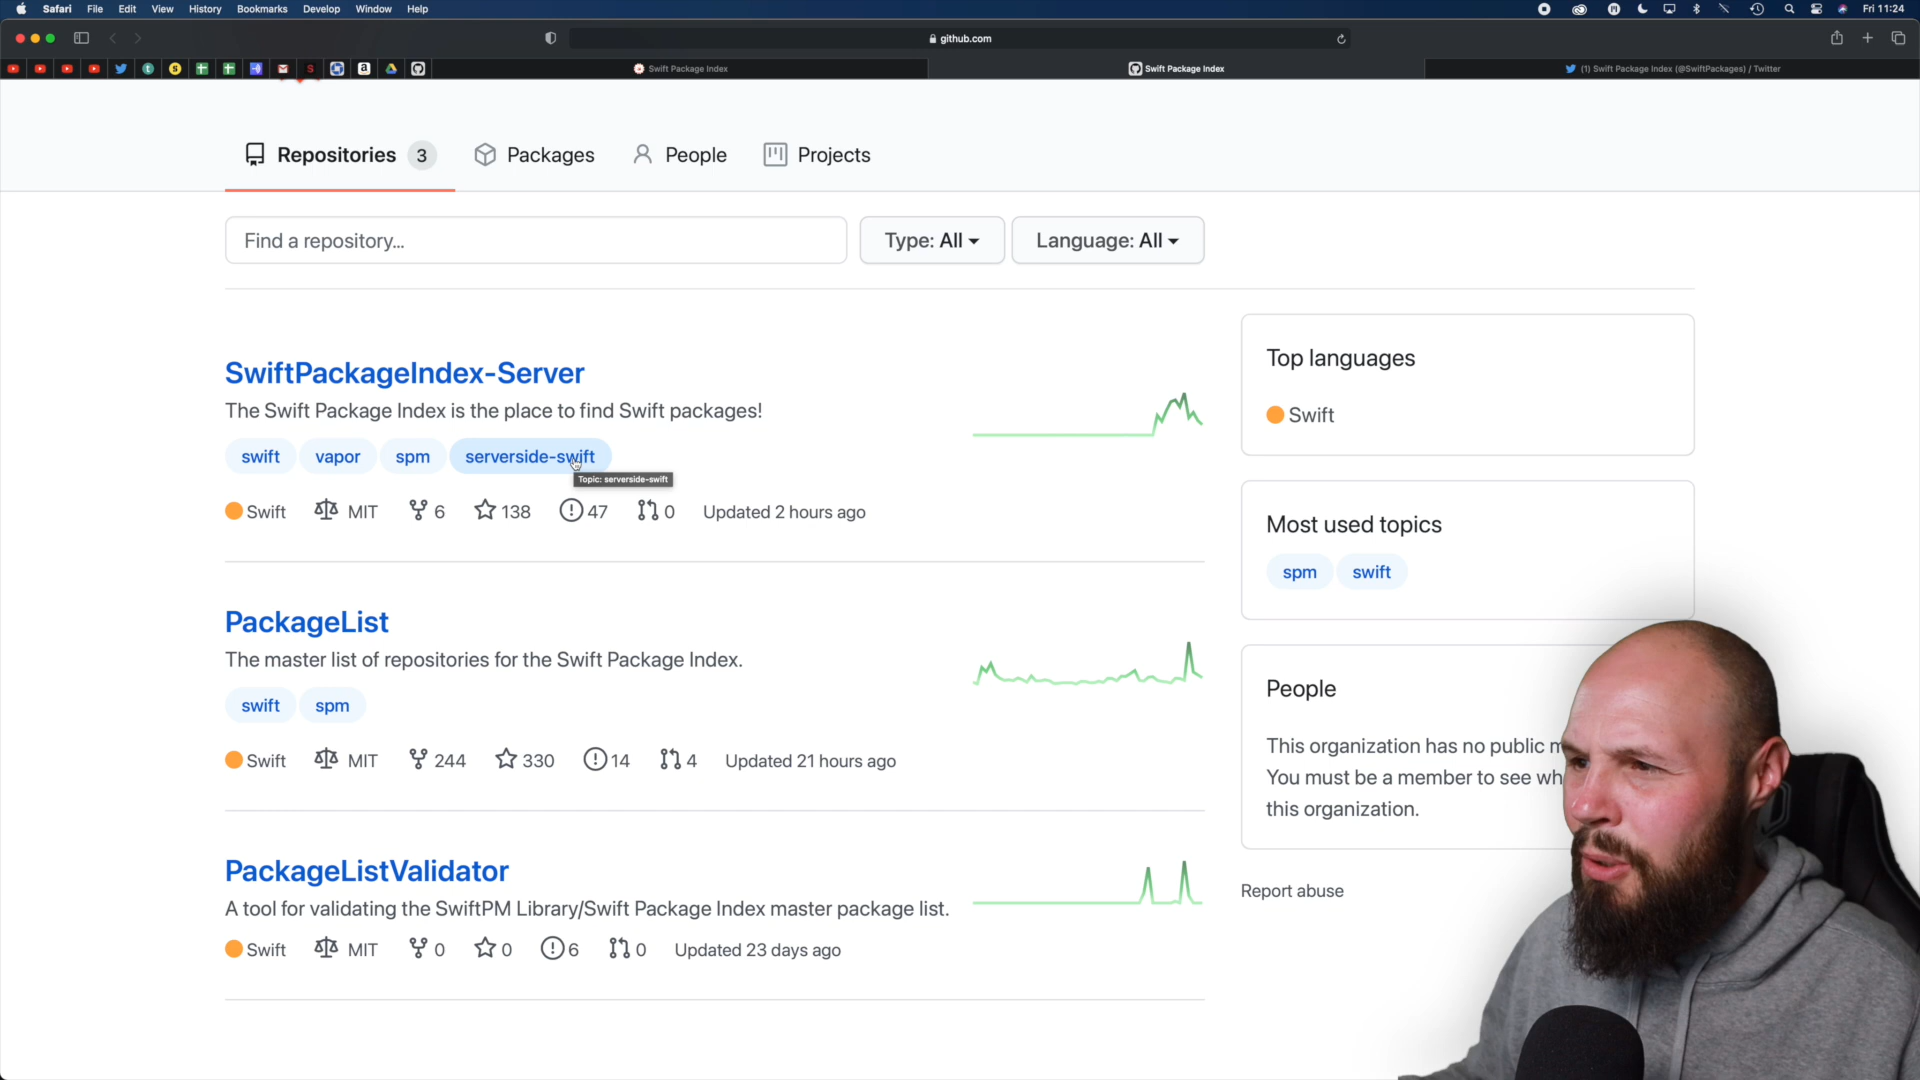 Safari File Edit View History Bookmarks Develop Window Help
Fri 11:24
github.com
Swift Package Index
Swift Package Index
(1) Swift Package Index (@SwiftPackages) / Twitter
Repositories 3 Packages People Projects
Find a repository...
Type: All
Language: All
SwiftPackageIndex-Server
The Swift Package Index is the place to find Swift packages!
swift vapor spm serverside-swift
Topic: serverside-swift
Swift MIT 6 138 47 0 Updated 2 hours ago
PackageList
The master list of repositories for the Swift Package Index.
swift spm
Swift MIT 244 330 14 4 Updated 21 hours ago
PackageListValidator
A tool for validating the SwiftPM Library/Swift Package Index master package list.
Swift MIT 0 0 6 0 Updated 23 days ago
Top languages
Swift
Most used topics
spm swift
People
This organization has no public
You must be a member to see
this organization.
Report abuse